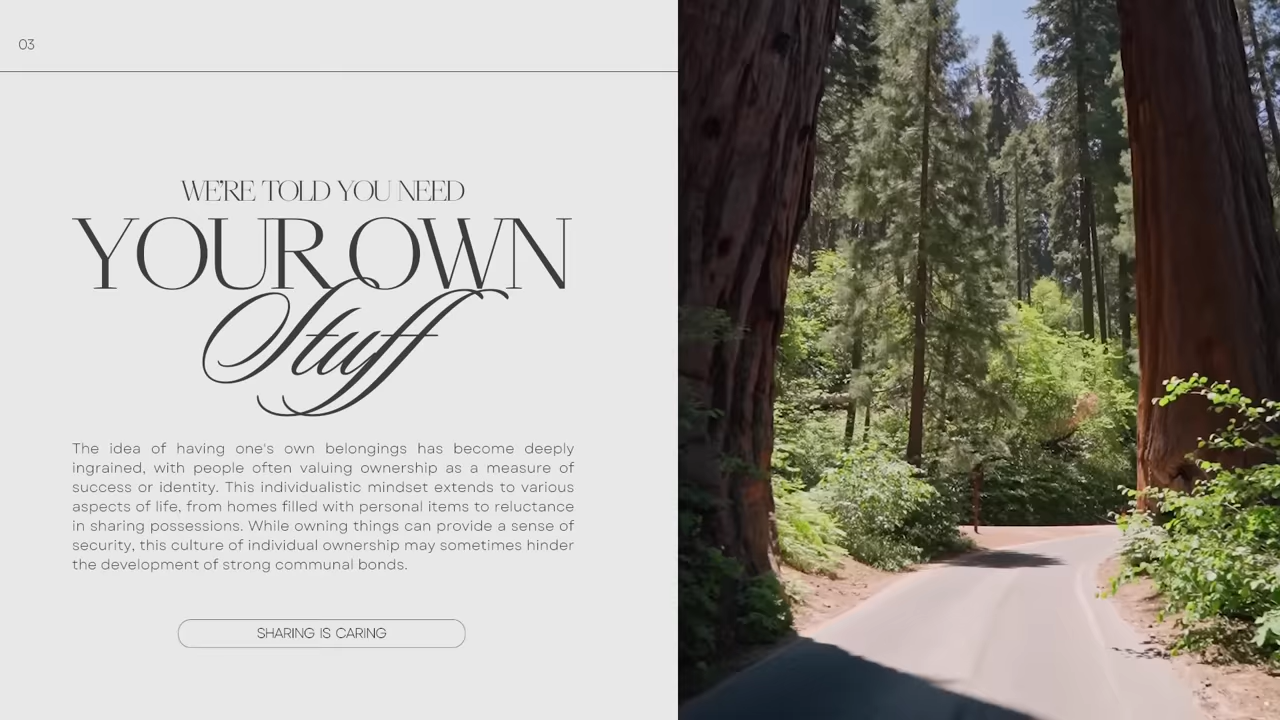 03
WE'RE TOLD YOU NEED
YOUR OWN
Stuff
The idea of having one's own belongings has become deeply
ingrained, with people often valuing ownership as a measure of
success or identity. This individualistic mindset extends to various
aspects of life, from homes filled with personal items to reluctance
in sharing possessions. While owning things can provide a sense of
security, this culture of individual ownership may sometimes hinder
the development of strong communal bonds.
SHARING IS CARING